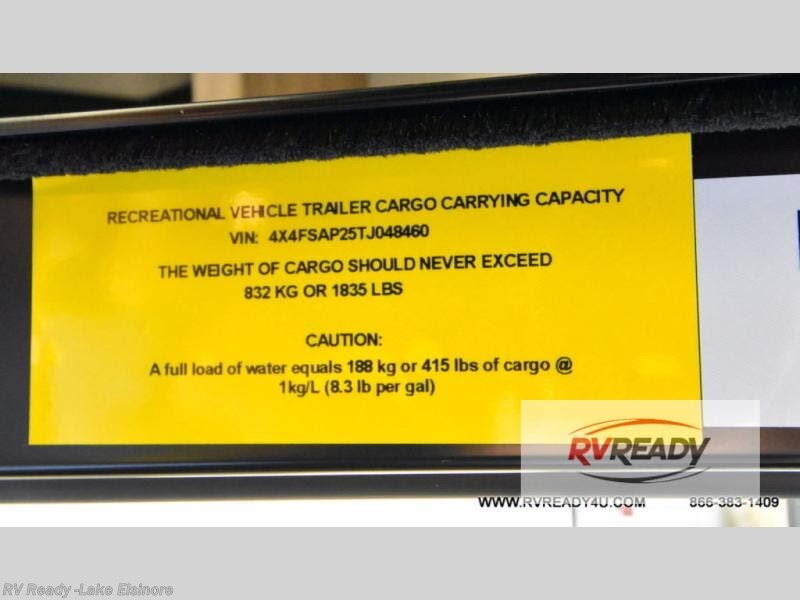 RECREATIONAL VEHICLE TRAILER CARGO CARRYING CAPACITY
VIN: 4X4FSAP25TJ048460
THE WEIGHT OF CARGO SHOULD NEVER EXCEED
832 KG OR 1835 LBS
CAUTION:
A full load of water equals 188 kg or 415 lbs of cargo @
1kg/L (8.3 lb per gal)
RVREADY
WWW.RVREADY4U.COM 866-383-1409
RV Ready -Lake Elsinore